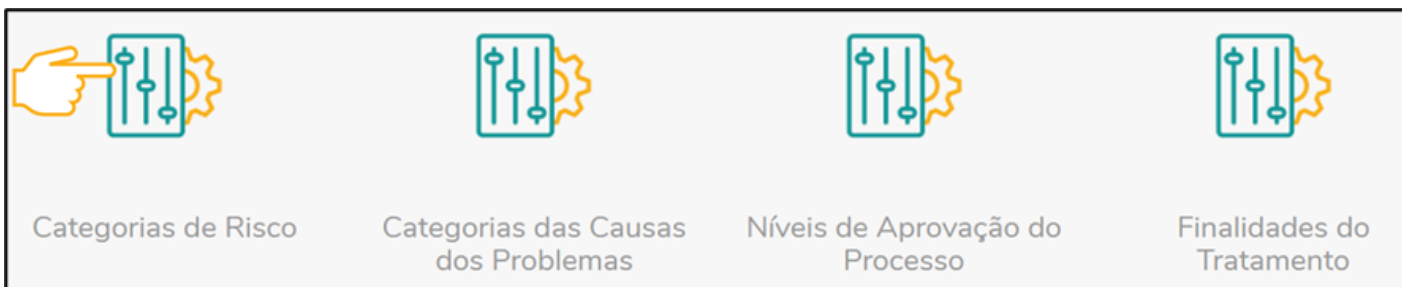 Categorias de Risco
Categorias das Causas
dos Problemas
Níveis de Aprovação do
Processo
Finalidades do
Tratamento